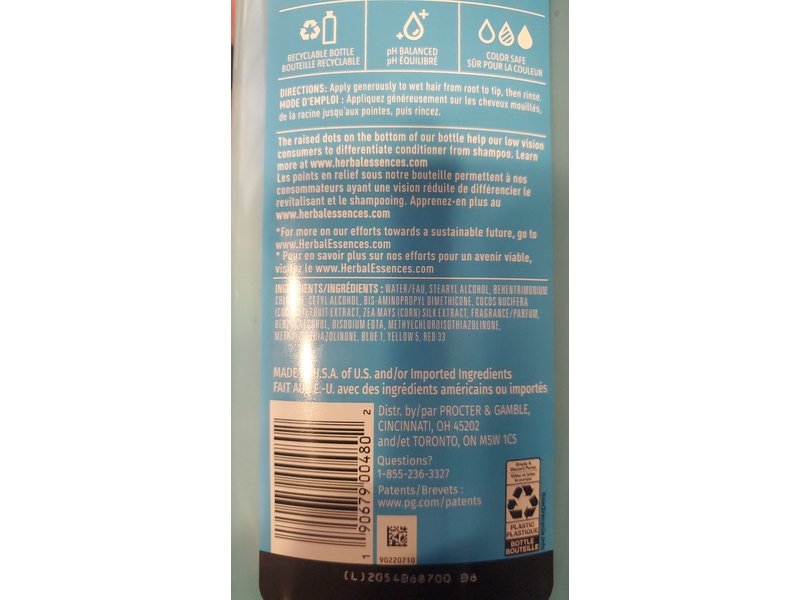 RECYCLABLE BOTTLE
BOUTEILLE RECYCLABLE
pH BALANCED
pH ÉQUILIBRÉ
COLOR SAFE
SÛR POUR LA COULEUR
DIRECTIONS: Apply generously to wet hair from root to tip, then rinse.
MODE D'EMPLOI : Appliquez généreusement sur les cheveux mouillés,
de la racine jusqu'aux pointes, puis rincez.
The raised dots on the bottom of our bottle help our low vision
consumers to differentiate conditioner from shampoo. Learn
more at www.herbalessences.com
Les points en relief sous notre bouteille permettent à nos
consommateurs ayant une vision réduite de différencier le
revitalisant et le shampooing. Apprenez-en plus au
www.herbalessences.com
*For more on our efforts towards a sustainable future, go to
www.HerbalEssences.com
* Pour en savoir plus sur nos efforts pour un avenir viable,
visitez le www.HerbalEssences.com
INGREDIENTS/INGRÉDIENTS : WATER/EAU, STEARYL ALCOHOL, BEHENTRIMONIUM
CETYL ALCOHOL, BIS-AMINOPROPYL DIMETHICONE, COCOS NUCIFERA
FRUIT EXTRACT, ZEA MAYS (CORN) SILK EXTRACT, FRAGRANCE/PARFUM,
ALCOHOL, DISODIUM EDTA, METHYLCHLOROISOTHIAZOLINONE,
BLUE 1, YELLOW 5, RED 33
MADE U.S.A. of U.S. and/or Imported Ingredients
FAIT AUX É.-U. avec des ingrédients américains ou importés
Distr. by/par PROCTER & GAMBLE,
CINCINNATI, OH 45202
and/et TORONTO, ON M5W 1C5
Questions?
1-855-236-3327
Patents/Brevets :
www.pg.com/patents
1 90679 00480 2
90220710
PLASTIC
PLASTIQUE
BOTTLE
BOUTEILLE